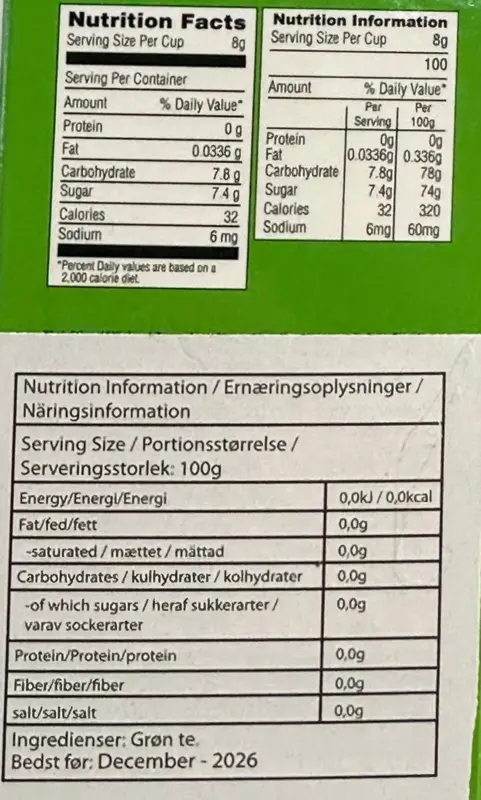 Nutrition Facts
Serving Size Per Cup 8g
Serving Per Container
Amount % Daily Value*
Protein 0 g
Fat 0.0336 g
Carbohydrate 7.8 g
Sugar 7.4 g
Calories 32
Sodium 6 mg
*Percent Daily values are based on a
2,000 calorie diet.
Nutrition Information
Serving Size Per Cup 8g
100
Amount % Daily Value*
Per Per
Serving 100g
Protein 0g 0g
Fat 0.0336g 0.336g
Carbohydrate 7.8g 78g
Sugar 7.4g 74g
Calories 32 320
Sodium 6mg 60mg
Nutrition Information / Ernæringsoplysninger /
Näringsinformation
Serving Size / Portionsstørrelse /
Serveringsstorlek: 100g
Energy/Energi/Energi 0,0kJ / 0,0kcal
Fat/fed/fett 0,0g
-saturated / mættet / mättad 0,0g
Carbohydrates / kulhydrater / kolhydrater 0,0g
-of which sugars / heraf sukkerarter / 0,0g
varav sockerarter
Protein/Protein/protein 0,0g
Fiber/fiber/fiber 0,0g
salt/salt/salt 0,0g
Ingredienser: Grøn te.
Bedst før: December - 2026